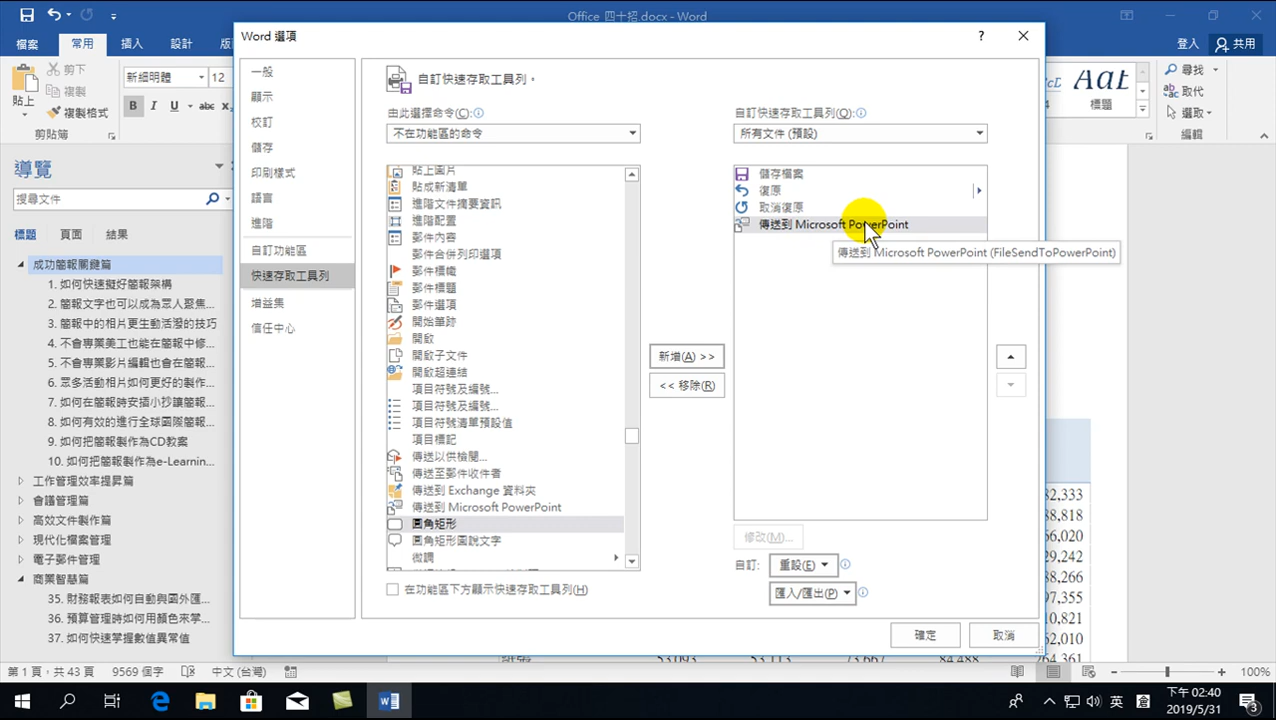 Office 四十招.docx - Word
檔案
常用
插入
設計
登入
共用
剪下
複製
複製格式
貼上
剪貼簿
新細明體
12
B I U abc
AaI
標題
尋找
取代
選取
編輯
導覽
搜尋文件
標題 頁面 結果
成功簡報關鍵篇
1. 如何快速擬好簡報架構
2. 簡報文字也可以成為眾人聚焦...
3. 簡報中的相片更生動活潑的技巧
4. 不會專業美工也能在簡報中修...
5. 不會專業影片編輯也會在簡報...
6. 眾多活動相片如何更好的製作...
7. 如何在簡報時安插小抄讓簡報...
8. 如何有效的進行全球國際簡報...
9. 如何把簡報製作為CD教案
10. 如何把簡報製作為e-Learnin...
工作管理效率提昇篇
會議管理篇
高效文件製作篇
現代化檔案管理
電子郵件管理
商業智慧篇
35. 財務報表如何自動與國外匯...
36. 預算管理時如何用顏色來學...
37. 如何快速掌握數值異常值
Word 選項
一般
顯示
校訂
儲存
印刷樣式
語言
進階
自訂功能區
快速存取工具列
增益集
信任中心
自訂快速存取工具列。
由此選擇命令(C):
不在功能區的命令
貼上圖片
貼成新清單
進階文件摘要資訊
進階配置
郵件內容
郵件合併列印選項
郵件標幟
郵件標題
郵件選項
開始筆跡
開啟
開啟子文件
開啟超連結
項目符號及編號...
項目符號及編號...
項目符號清單預設值
項目標記
傳送以供檢閱...
傳送至郵件收件者
傳送到 Exchange 資料夾
傳送到 Microsoft PowerPoint
圓角矩形
圓角矩形圖說文字
微調
在功能區下方顯示快速存取工具列(H)
新增(A) >>
<< 移除(R)
自訂快速存取工具列(Q):
所有文件 (預設)
儲存檔案
復原
取消復原
傳送到 Microsoft PowerPoint
傳送到 Microsoft PowerPoint (FileSendToPowerPoint)
修改(M)...
自訂: 重設(E)
匯入/匯出(P)
確定
取消
82,333
88,818
66,020
29,242
88,266
97,355
10,821
62,010
764,361
第 1 頁，共 43 頁
9569 個字
中文 (台灣)
100%
英
下午 02:40
2019/5/31
3